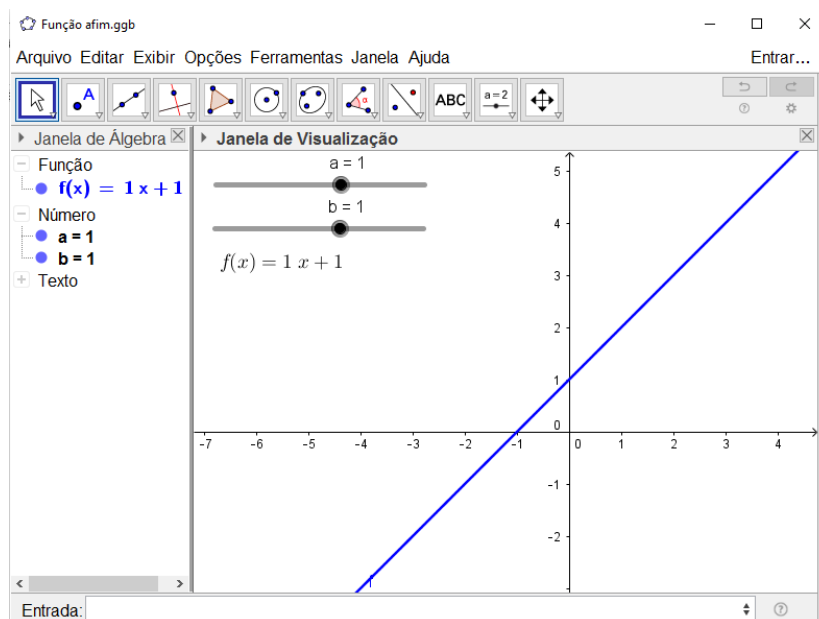 Função afim.ggb
Arquivo Editar Exibir Opções Ferramentas Janela Ajuda Entrar...
A α ABC a=2
Janela de Álgebra
Função
f(x) = 1 x + 1
Número
a = 1
b = 1
Texto
Janela de Visualização
a = 1
b = 1
f(x) = 1 x + 1
5
4
3
2
1
0
-7 -6 -5 -4 -3 -2 -1 0 1 2 3 4
-1
-2
f
Entrada: